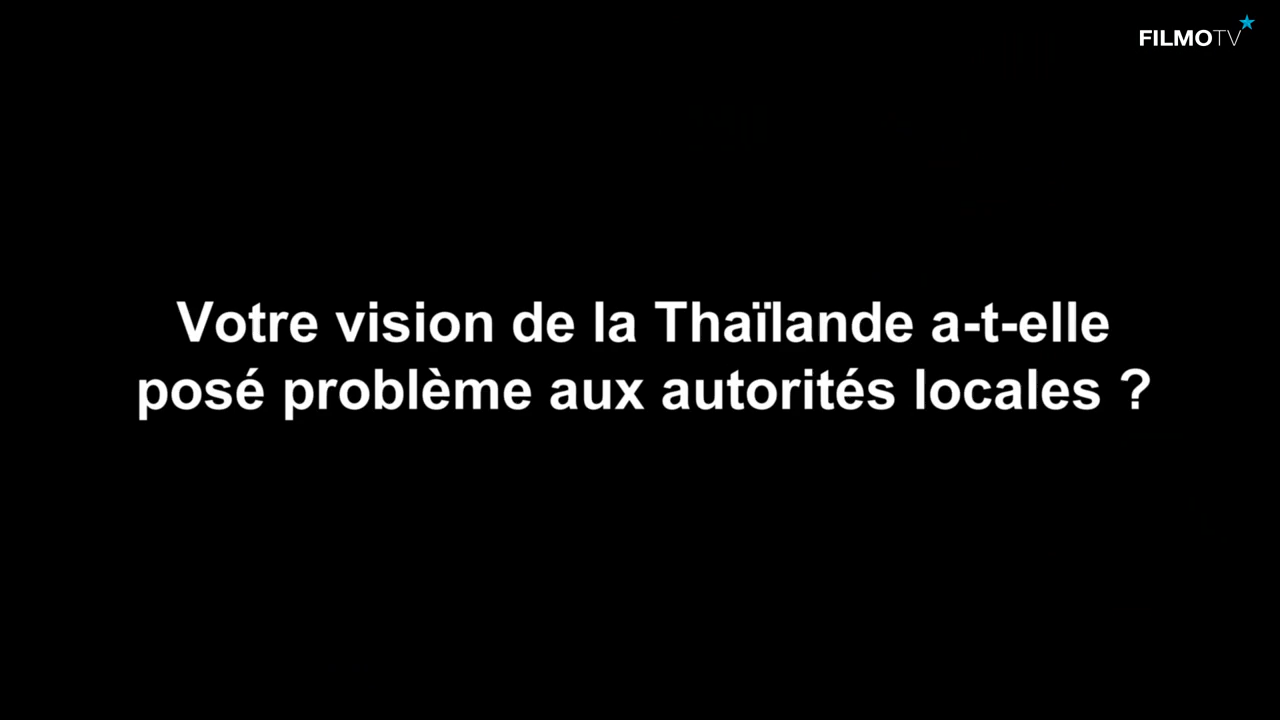 FILMOTV
Votre vision de la Thaïlande a-t-elle
posé problème aux autorités locales ?